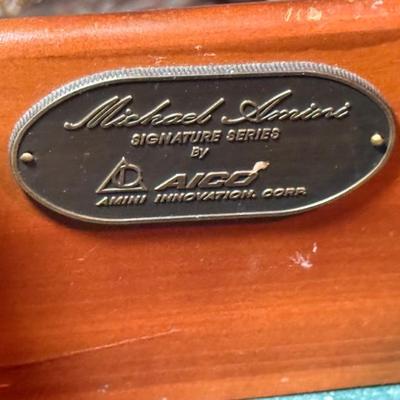 Michael Amini
SIGNATURE SERIES
By
AICO
AMINI INNOVATION. CORP.